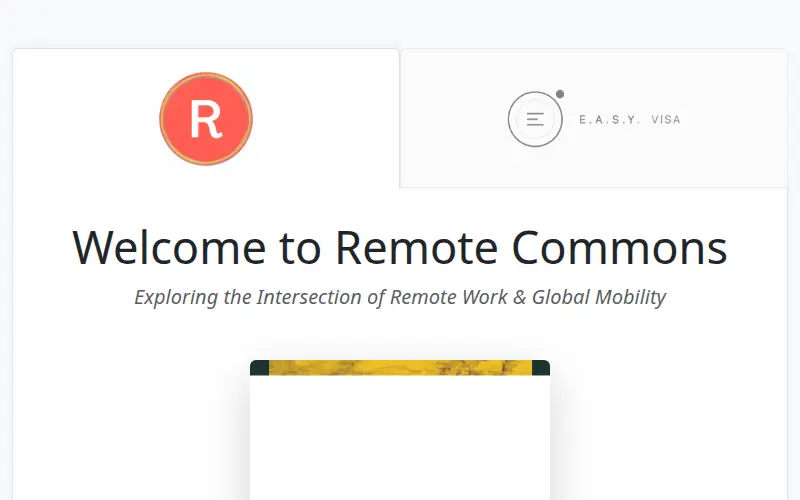 R
E.A.S.Y. VISA
Welcome to Remote Commons
Exploring the Intersection of Remote Work & Global Mobility